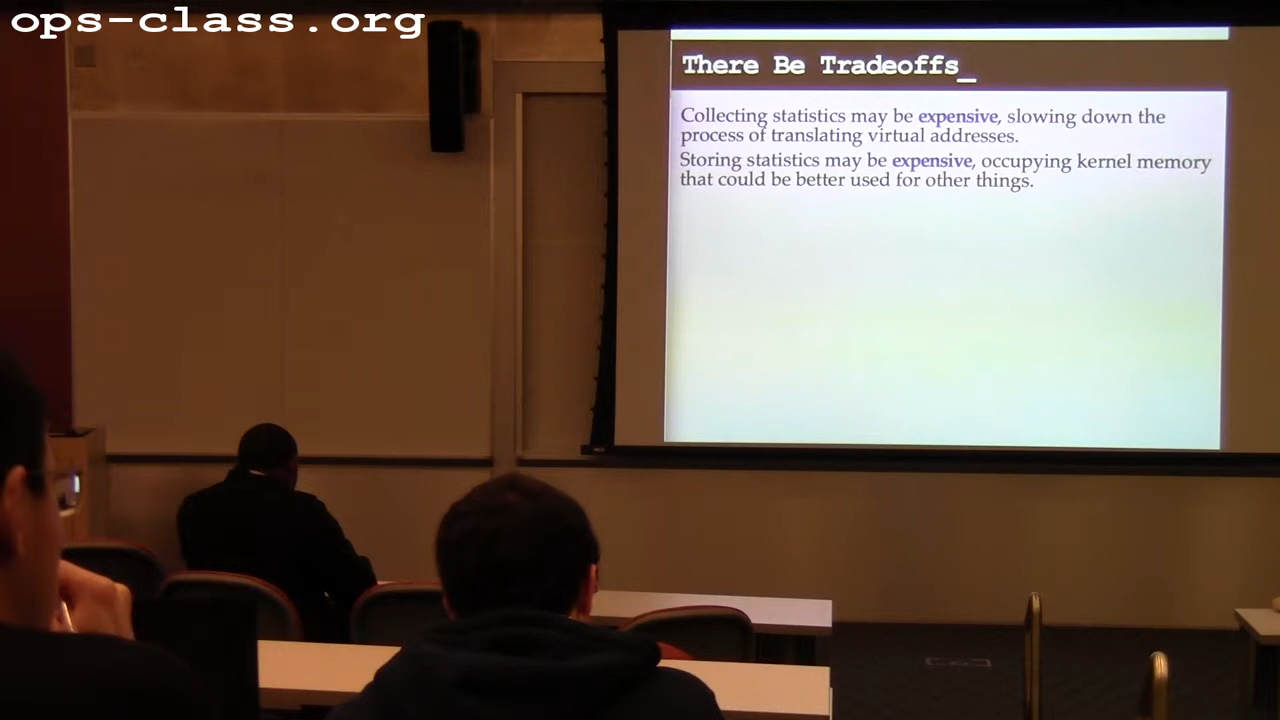 ops-class.org
There Be Tradeoffs_
Collecting statistics may be expensive, slowing down the
process of translating virtual addresses.
Storing statistics may be expensive, occupying kernel memory
that could be better used for other things.